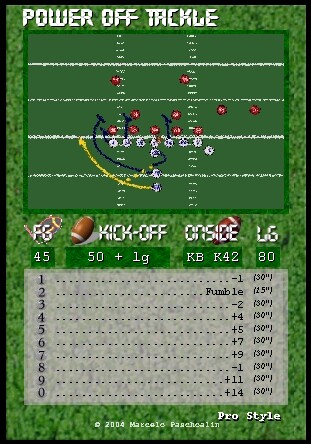 POWER OFF TACKLE
FG KICK-OFF ONSIDE LG
45 50 + lg KB K42 80
1 ........ -1 (30")
2 ........ Fumble (15")
3 ........ -2 (30")
4 ........ +4 (30")
5 ........ +5 (30")
6 ........ +7 (30")
7 ........ +9 (30")
8 ........ -1 (30")
9 ........ +11 (30")
0 ........ +14 (30")
Pro Style
© 2004 Marcelo Paschoalin